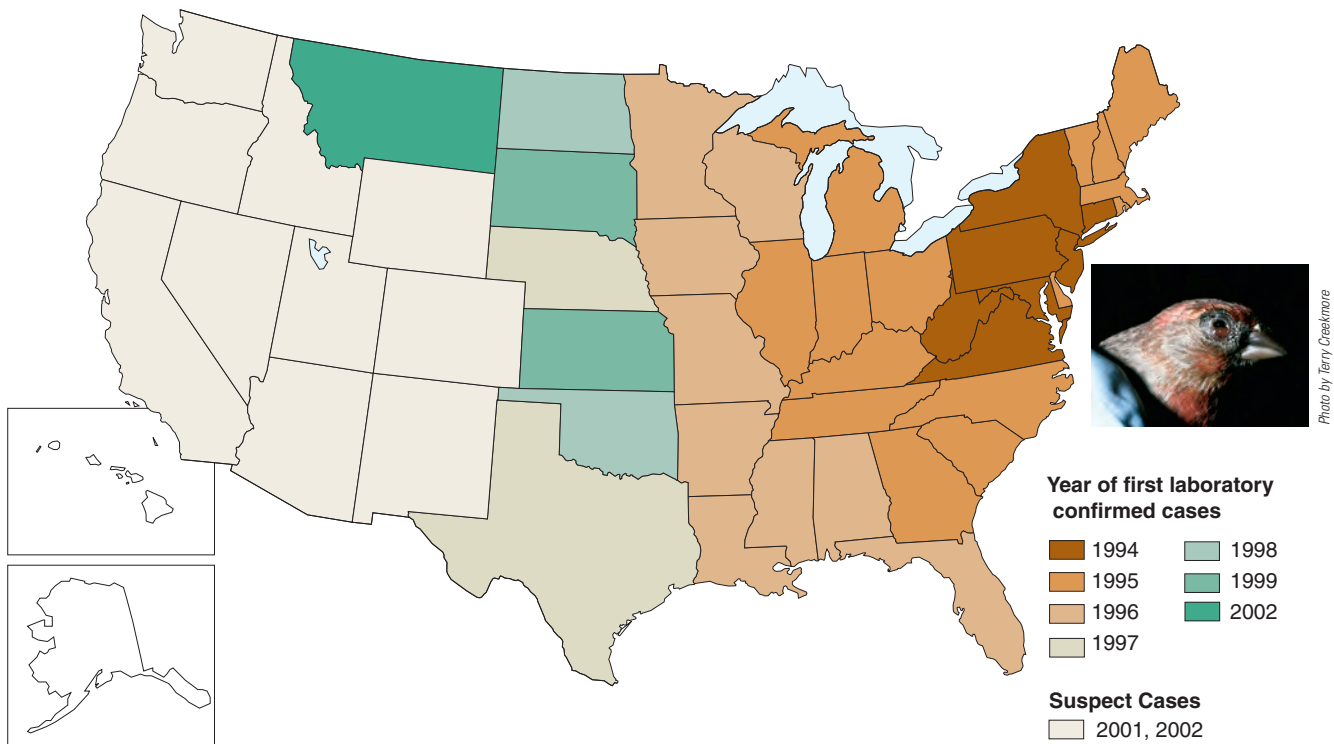 Photo by Terry Creekmore
Year of first laboratory
confirmed cases
1994
1995
1996
1997
1998
1999
2002
Suspect Cases
2001, 2002